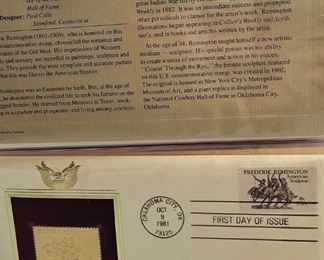 Hall of Fame
Designer: Paul Calle
Stamford, Connecticut
Remington (1861-1909), who is honored on this
commemorative stamp, chronicled the romance and
of the Old West. His impressions of Western
and scenery are recorded in paintings, sculpture and
They provide the most complete and accurate picture
life was like on the American frontier.
Remington was an Easterner by birth. But, at the age of
he abandoned the civilized life to seek his fortune on the
frontier. He roamed from Montana to Texas, work-
as a cowboy and prospector, and living among cowboys
great Indian War
Weekly in 1882. It was an immediate success. Soon
other periodicals to clamor for the artist's work. Remington
his drawings appearing in Collier's Weekly and Scrib-
ner's, and in books and articles written by the artist.
At the age of 34, Remington taught himself a new artistic
medium — sculpture. His special genius was his ability
to create a sense of movement and action in his pieces.
"Comin' Through the Rye," the bronze sculpture featured
on this U.S. commemorative stamp, was created in 1902.
The original is housed in New York City's Metropolitan
Museum of Art, and a giant replica is displayed in
the National Cowboy Hall of Fame in Oklahoma City,
Oklahoma.
OKLAHOMA CITY, OK
OCT
9
1981
73125
FREDERIC REMINGTON
American
Sculptor
18c
USA
FIRST DAY OF ISSUE